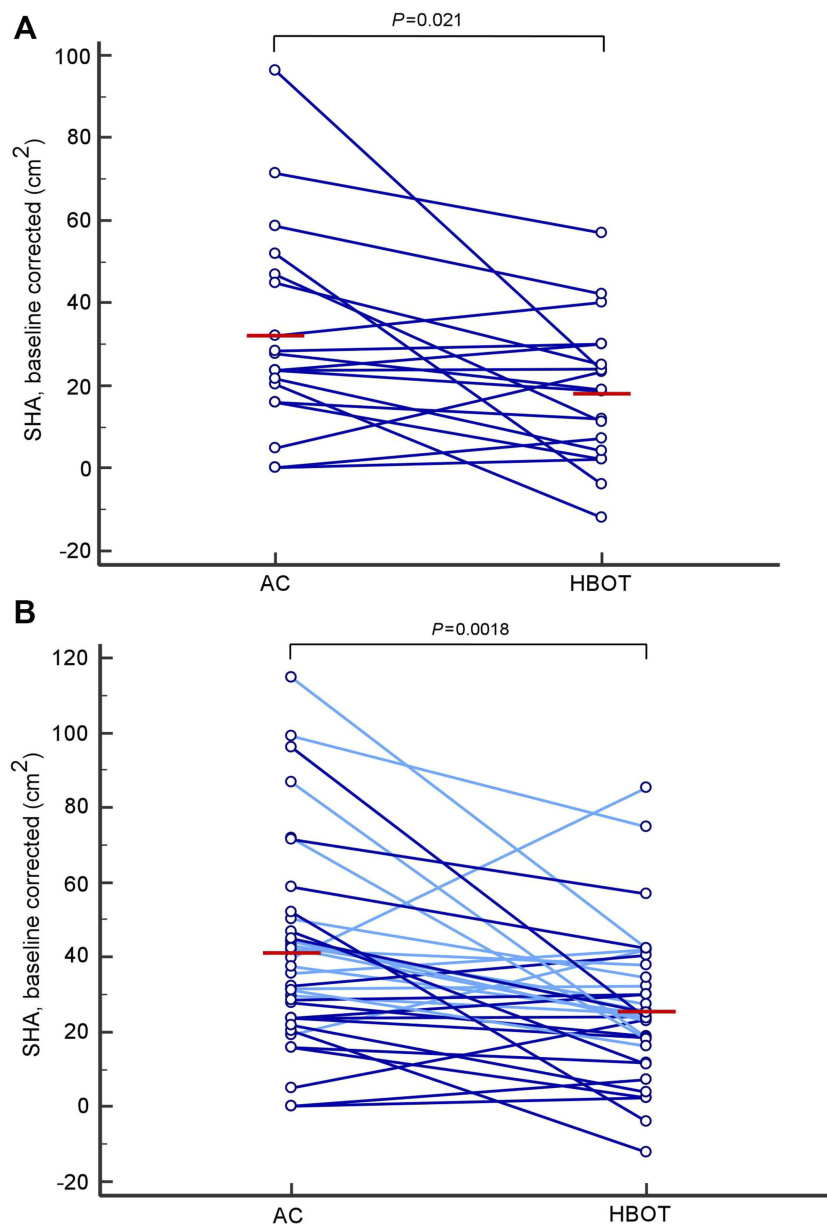 A
P=0.021
SHA, baseline corrected (cm²)
100
80
60
40
20
0
-20
AC
HBOT
B
P=0.0018
SHA, baseline corrected (cm²)
120
100
80
60
40
20
0
-20
AC
HBOT